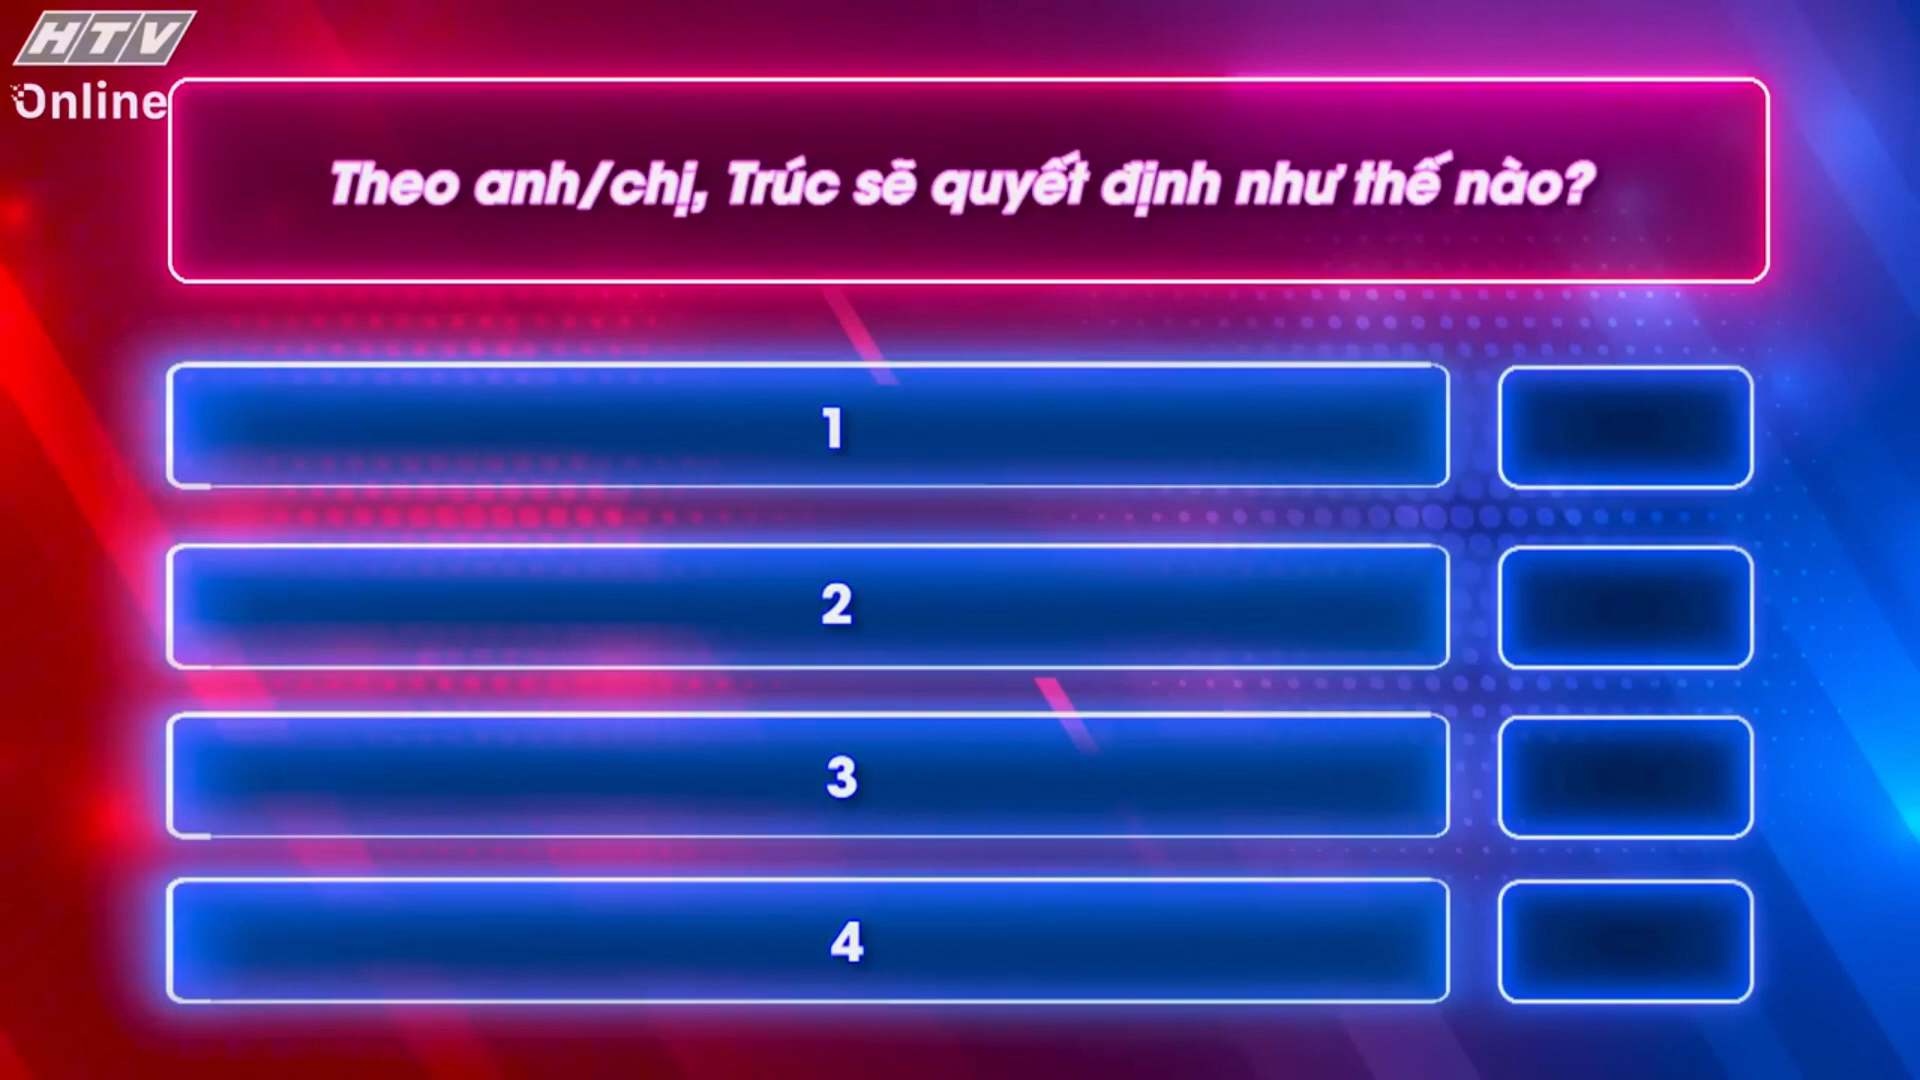 HTV
Online
Theo anh/chị, Trúc sẽ quyết định như thế nào?
1
2
3
4